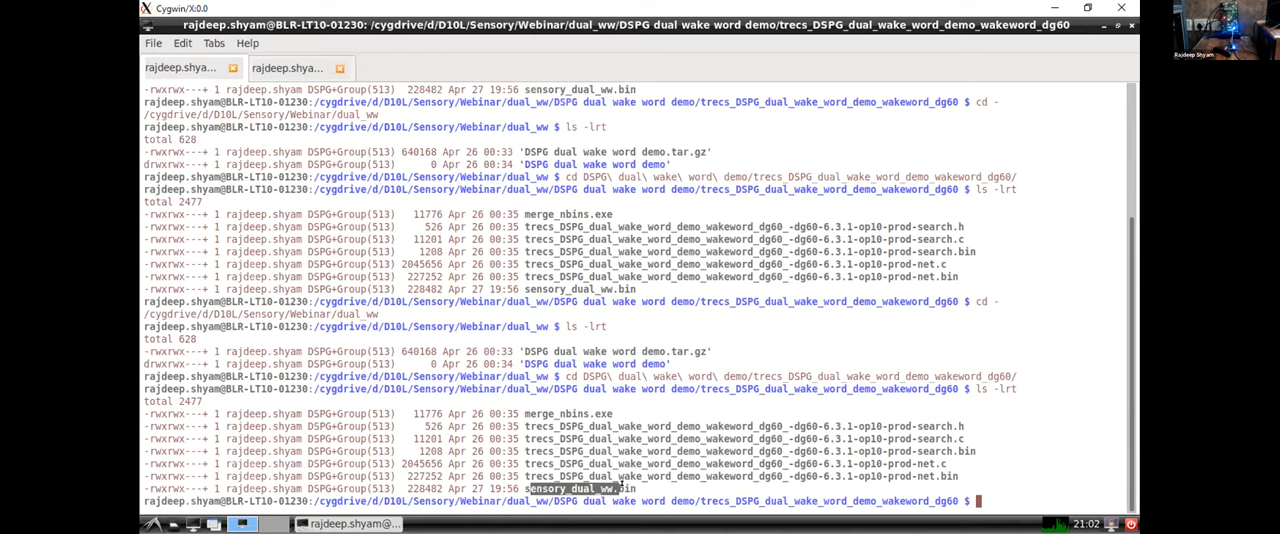 Cygwin/X:0.0
rajdeep.shyam@BLR-LT10-01230: /cygdrive/d/D10L/Sensory/Webinar/dual_ww/DSPG dual wake word demo/trecs_DSPG_dual_wake_word_demo_wakeword_dg60
File Edit Tabs Help
rajdeep.shya... rajdeep.shya...
-rwxrwx---+ 1 rajdeep.shyam DSPG+Group(513) 228482 Apr 27 19:56 sensory_dual_ww.bin
rajdeep.shyam@BLR-LT10-01230:/cygdrive/d/D10L/Sensory/Webinar/dual_ww/DSPG dual wake word demo/trecs_DSPG_dual_wake_word_demo_wakeword_dg60 $ cd -
/cygdrive/d/D10L/Sensory/Webinar/dual_ww
rajdeep.shyam@BLR-LT10-01230:/cygdrive/d/D10L/Sensory/Webinar/dual_ww $ ls -lrt
total 628
-rwxrwx---+ 1 rajdeep.shyam DSPG+Group(513) 640168 Apr 26 00:33 'DSPG dual wake word demo.tar.gz'
drwxrwx---+ 1 rajdeep.shyam DSPG+Group(513) 0 Apr 26 00:34 'DSPG dual wake word demo'
rajdeep.shyam@BLR-LT10-01230:/cygdrive/d/D10L/Sensory/Webinar/dual_ww $ cd DSPG\ dual\ wake\ word\ demo/trecs_DSPG_dual_wake_word_demo_wakeword_dg60/
rajdeep.shyam@BLR-LT10-01230:/cygdrive/d/D10L/Sensory/Webinar/dual_ww/DSPG dual wake word demo/trecs_DSPG_dual_wake_word_demo_wakeword_dg60 $ ls -lrt
total 2477
-rwxrwx---+ 1 rajdeep.shyam DSPG+Group(513) 11776 Apr 26 00:35 merge_nbins.exe
-rwxrwx---+ 1 rajdeep.shyam DSPG+Group(513) 526 Apr 26 00:35 trecs_DSPG_dual_wake_word_demo_wakeword_dg60_-dg60-6.3.1-op10-prod-search.h
-rwxrwx---+ 1 rajdeep.shyam DSPG+Group(513) 11201 Apr 26 00:35 trecs_DSPG_dual_wake_word_demo_wakeword_dg60_-dg60-6.3.1-op10-prod-search.c
-rwxrwx---+ 1 rajdeep.shyam DSPG+Group(513) 1208 Apr 26 00:35 trecs_DSPG_dual_wake_word_demo_wakeword_dg60_-dg60-6.3.1-op10-prod-search.bin
-rwxrwx---+ 1 rajdeep.shyam DSPG+Group(513) 2045656 Apr 26 00:35 trecs_DSPG_dual_wake_word_demo_wakeword_dg60_-dg60-6.3.1-op10-prod-net.c
-rwxrwx---+ 1 rajdeep.shyam DSPG+Group(513) 227252 Apr 26 00:35 trecs_DSPG_dual_wake_word_demo_wakeword_dg60_-dg60-6.3.1-op10-prod-net.bin
-rwxrwx---+ 1 rajdeep.shyam DSPG+Group(513) 228482 Apr 27 19:56 sensory_dual_ww.bin
rajdeep.shyam@BLR-LT10-01230:/cygdrive/d/D10L/Sensory/Webinar/dual_ww/DSPG dual wake word demo/trecs_DSPG_dual_wake_word_demo_wakeword_dg60 $ cd -
/cygdrive/d/D10L/Sensory/Webinar/dual_ww
rajdeep.shyam@BLR-LT10-01230:/cygdrive/d/D10L/Sensory/Webinar/dual_ww $ ls -lrt
total 628
-rwxrwx---+ 1 rajdeep.shyam DSPG+Group(513) 640168 Apr 26 00:33 'DSPG dual wake word demo.tar.gz'
drwxrwx---+ 1 rajdeep.shyam DSPG+Group(513) 0 Apr 26 00:34 'DSPG dual wake word demo'
rajdeep.shyam@BLR-LT10-01230:/cygdrive/d/D10L/Sensory/Webinar/dual_ww $ cd DSPG\ dual\ wake\ word\ demo/trecs_DSPG_dual_wake_word_demo_wakeword_dg60/
rajdeep.shyam@BLR-LT10-01230:/cygdrive/d/D10L/Sensory/Webinar/dual_ww/DSPG dual wake word demo/trecs_DSPG_dual_wake_word_demo_wakeword_dg60 $ ls -lrt
total 2477
-rwxrwx---+ 1 rajdeep.shyam DSPG+Group(513) 11776 Apr 26 00:35 merge_nbins.exe
-rwxrwx---+ 1 rajdeep.shyam DSPG+Group(513) 526 Apr 26 00:35 trecs_DSPG_dual_wake_word_demo_wakeword_dg60_-dg60-6.3.1-op10-prod-search.h
-rwxrwx---+ 1 rajdeep.shyam DSPG+Group(513) 11201 Apr 26 00:35 trecs_DSPG_dual_wake_word_demo_wakeword_dg60_-dg60-6.3.1-op10-prod-search.c
-rwxrwx---+ 1 rajdeep.shyam DSPG+Group(513) 1208 Apr 26 00:35 trecs_DSPG_dual_wake_word_demo_wakeword_dg60_-dg60-6.3.1-op10-prod-search.bin
-rwxrwx---+ 1 rajdeep.shyam DSPG+Group(513) 2045656 Apr 26 00:35 trecs_DSPG_dual_wake_word_demo_wakeword_dg60_-dg60-6.3.1-op10-prod-net.c
-rwxrwx---+ 1 rajdeep.shyam DSPG+Group(513) 227252 Apr 26 00:35 trecs_DSPG_dual_wake_word_demo_wakeword_dg60_-dg60-6.3.1-op10-prod-net.bin
-rwxrwx---+ 1 rajdeep.shyam DSPG+Group(513) 228482 Apr 27 19:56 sensory_dual_ww.bin
rajdeep.shyam@BLR-LT10-01230:/cygdrive/d/D10L/Sensory/Webinar/dual_ww/DSPG dual wake word demo/trecs_DSPG_dual_wake_word_demo_wakeword_dg60 $
rajdeep.shyam@... 21:02
Rajdeep Shyam